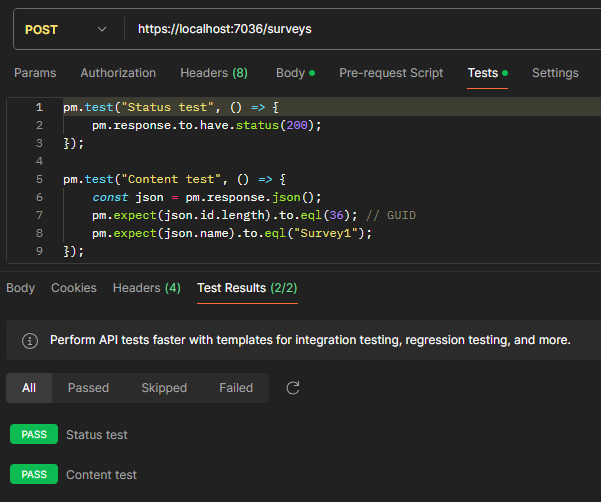 POST https://localhost:7036/surveys
Params Authorization Headers (8) Body Pre-request Script Tests Settings
1 pm.test("Status test", () => {
2 pm.response.to.have.status(200);
3 });
4
5 pm.test("Content test", () => {
6 const json = pm.response.json();
7 pm.expect(json.id.length).to.eql(36); // GUID
8 pm.expect(json.name).to.eql("Survey1");
9 });
Body Cookies Headers (4) Test Results (2/2)
Perform API tests faster with templates for integration testing, regression testing, and more.
All Passed Skipped Failed
PASS Status test
PASS Content test